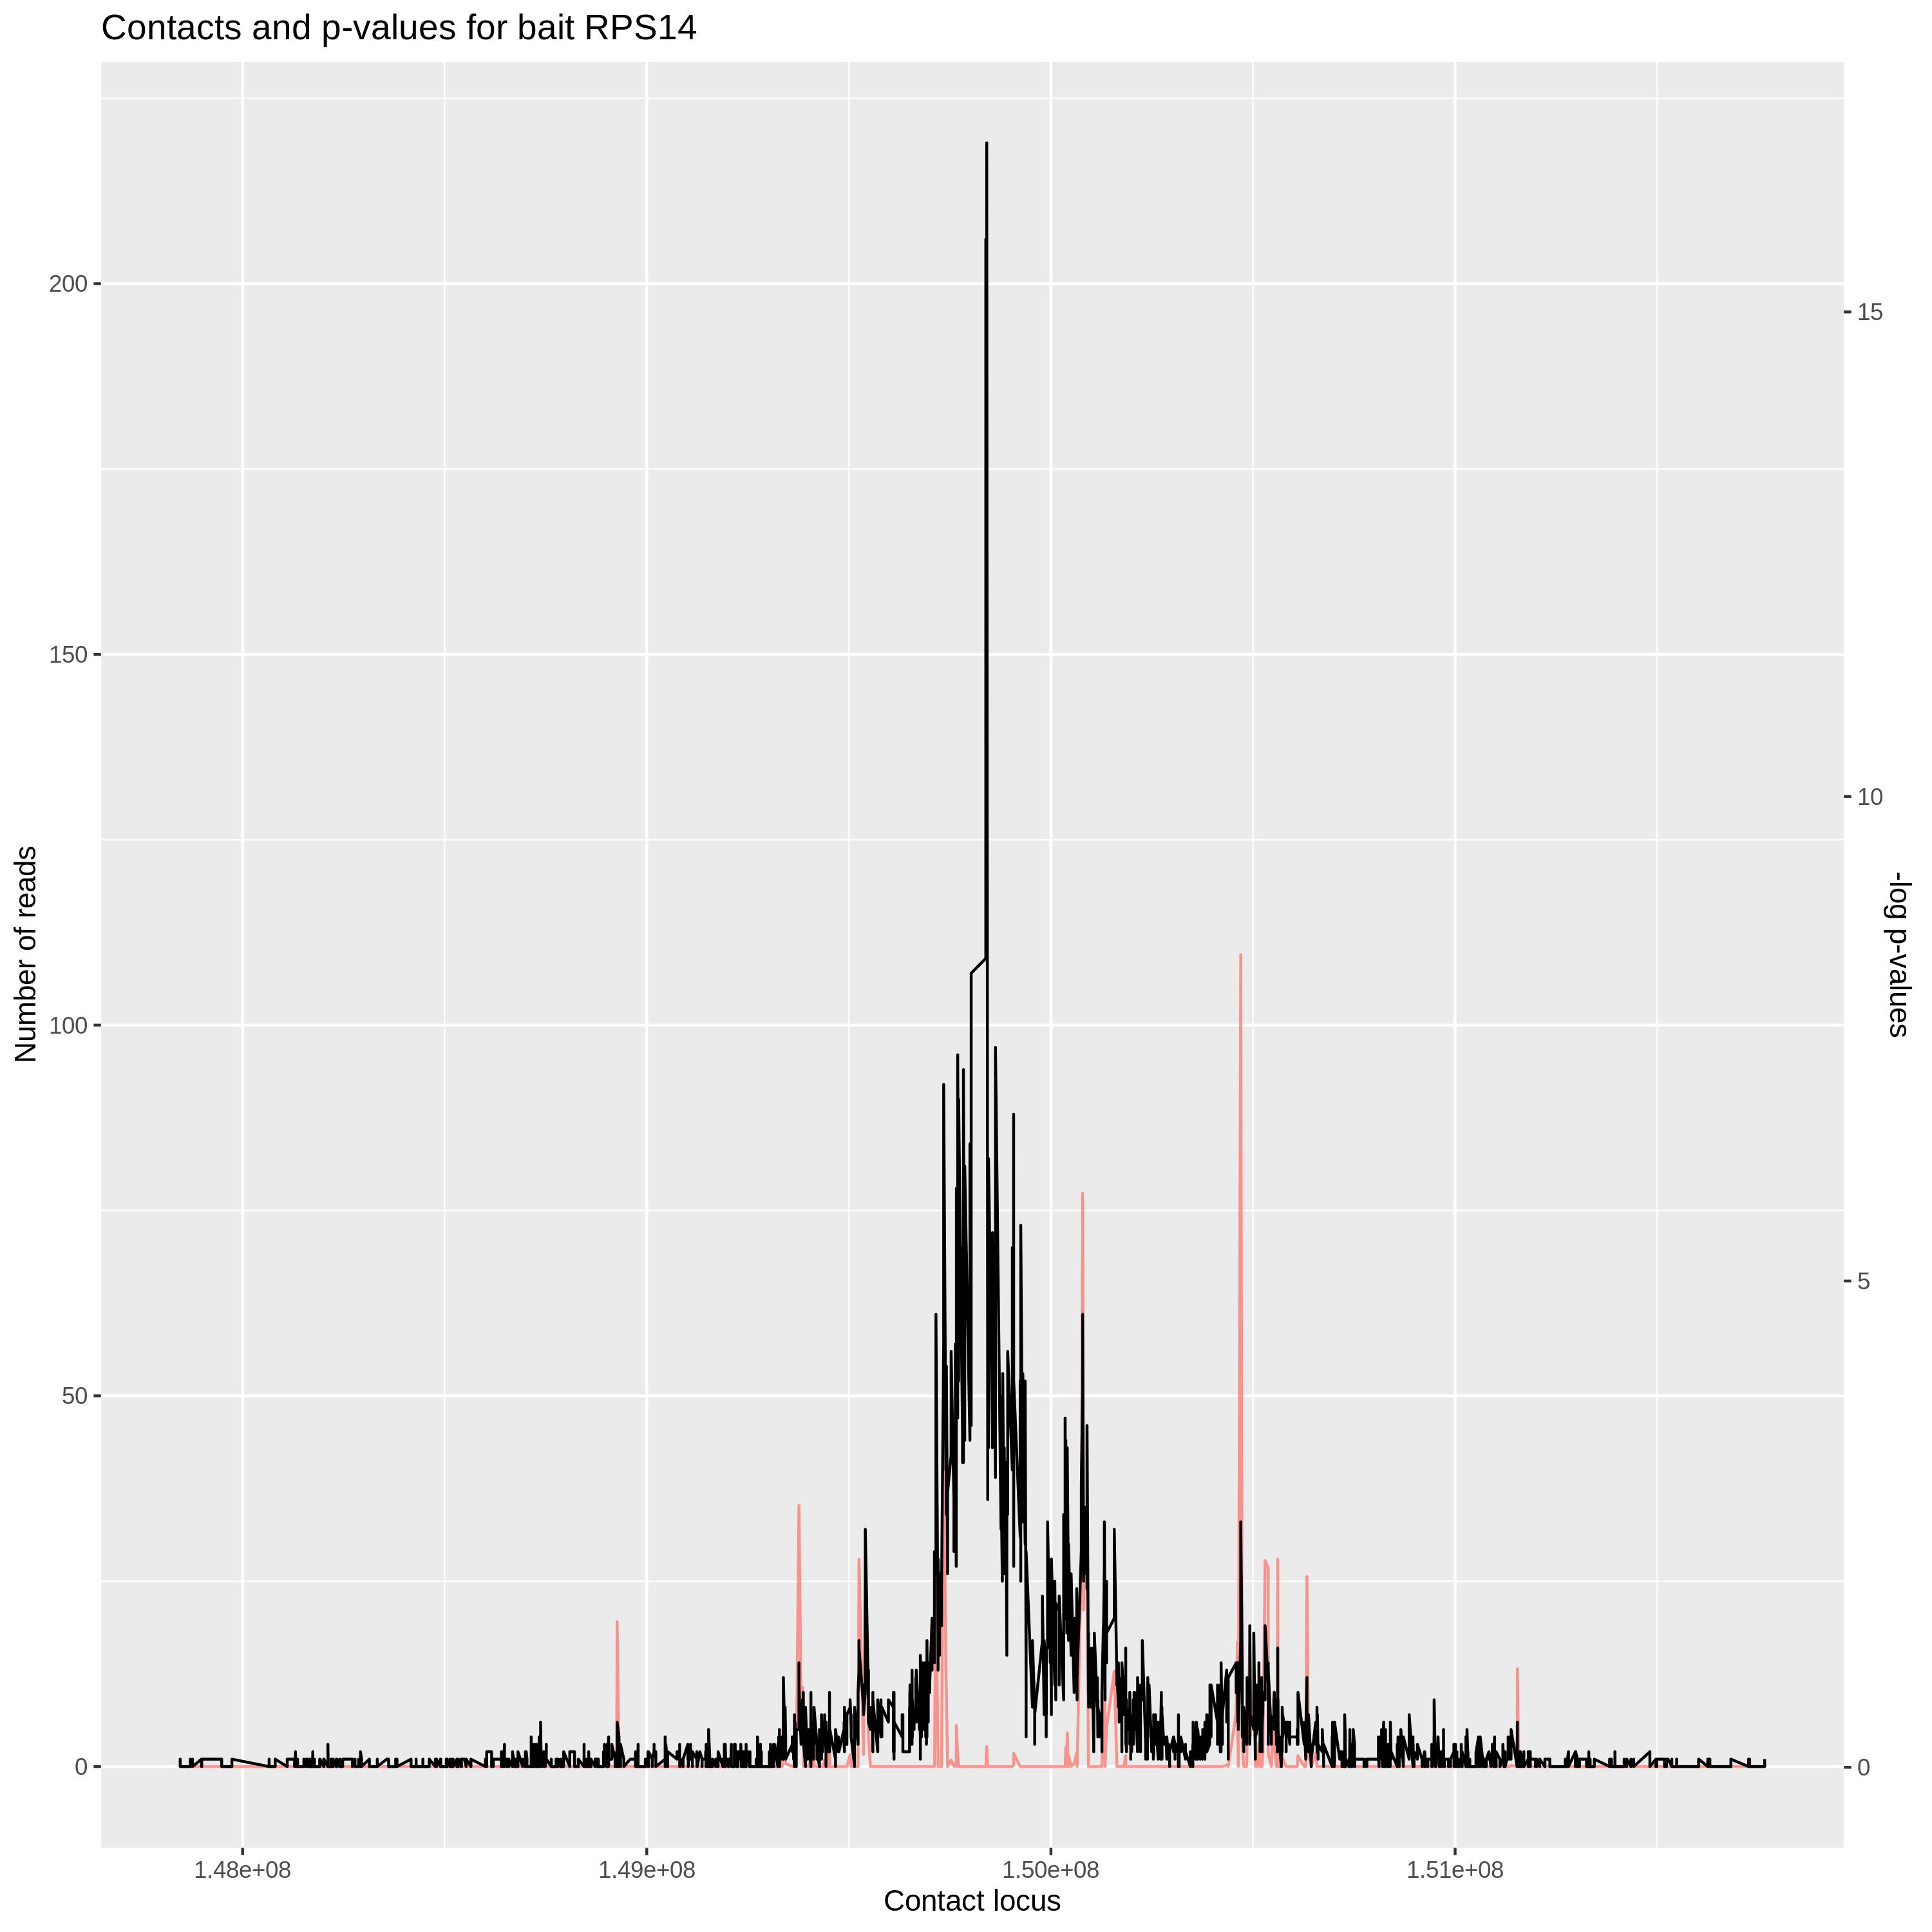 Contacts and p-values for bait RPS14
200
150
100
50
0
Number of reads
15
10
5
0
-log p-values
1.48e+08
1.49e+08
1.50e+08
1.51e+08
Contact locus